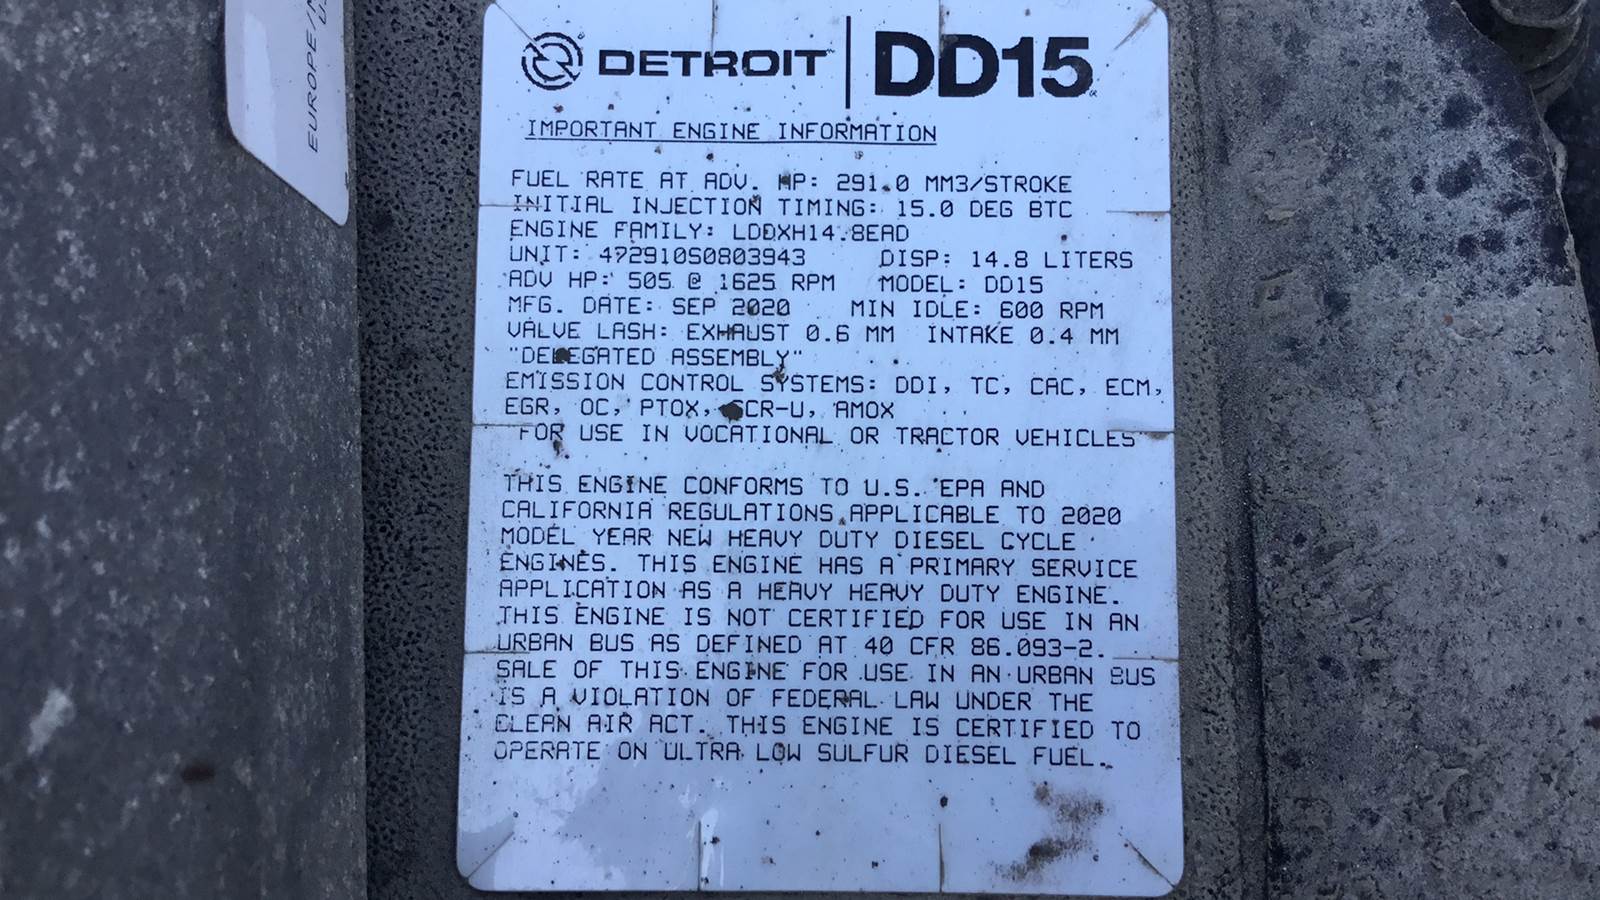 EUROPE/
DETROIT | DD15
IMPORTANT ENGINE INFORMATION
FUEL RATE AT ADV. HP: 291.0 MM3/STROKE
INITIAL INJECTION TIMING: 15.0 DEG BTC
ENGINE FAMILY: LDDXH14.8EAD
UNIT: 472910S0803943 DISP: 14.8 LITERS
ADV HP: 505 @ 1625 RPM MODEL: DD15
MFG. DATE: SEP 2020 MIN IDLE: 600 RPM
VALVE LASH: EXHAUST 0.6 MM INTAKE 0.4 MM
"DELEGATED ASSEMBLY"
EMISSION CONTROL SYSTEMS: DDI, TC, CAC, ECM,
EGR, OC, PTOX, SCR-U, AMOX
FOR USE IN VOCATIONAL OR TRACTOR VEHICLES
THIS ENGINE CONFORMS TO U.S. EPA AND
CALIFORNIA REGULATIONS APPLICABLE TO 2020
MODEL YEAR NEW HEAVY DUTY DIESEL CYCLE
ENGINES. THIS ENGINE HAS A PRIMARY SERVICE
APPLICATION AS A HEAVY HEAVY DUTY ENGINE.
THIS ENGINE IS NOT CERTIFIED FOR USE IN AN
URBAN BUS AS DEFINED AT 40 CFR 86.093-2.
SALE OF THIS ENGINE FOR USE IN AN URBAN BUS
IS A VIOLATION OF FEDERAL LAW UNDER THE
CLEAN AIR ACT. THIS ENGINE IS CERTIFIED TO
OPERATE ON ULTRA LOW SULFUR DIESEL FUEL.